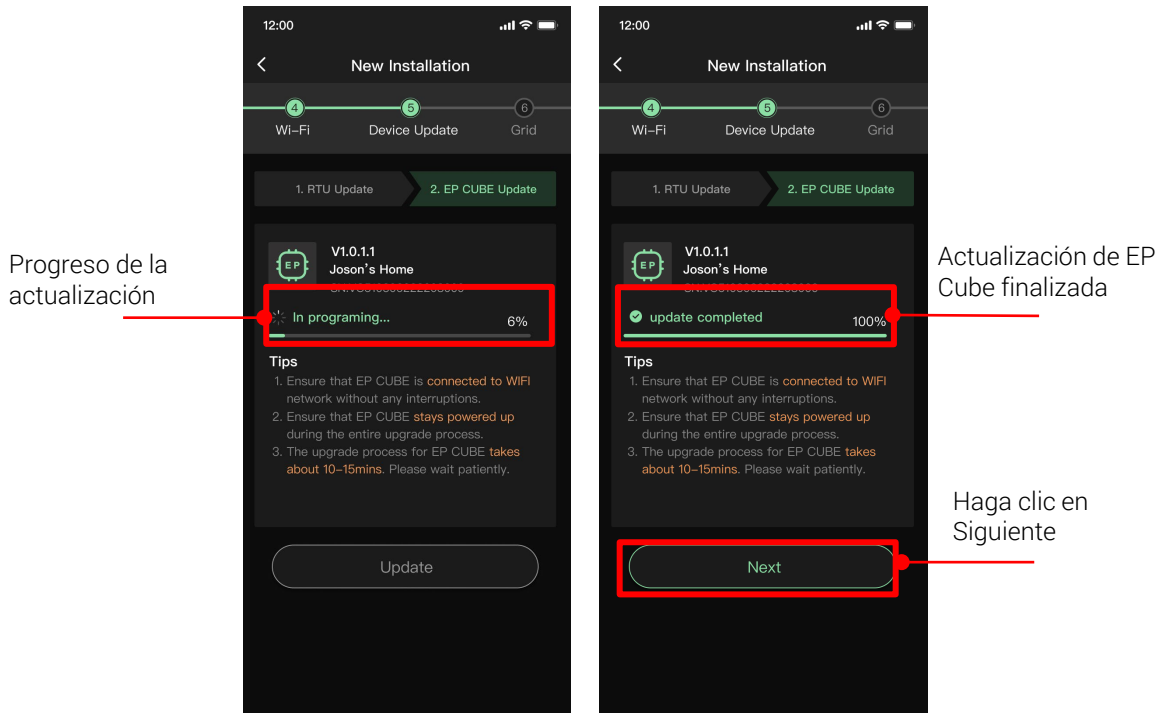 12:00
New Installation
4
5
6
Wi-Fi
Device Update
Grid
1. RTU Update
2. EP CUBE Update
EP
V1.0.1.1
Joson's Home
In programing...
6%
Tips
1. Ensure that EP CUBE is connected to WIFI
network without any interruptions.
2. Ensure that EP CUBE stays powered up
during the entire upgrade process.
3. The upgrade process for EP CUBE takes
about 10-15mins. Please wait patiently.
Update
Progreso de la
actualización
12:00
New Installation
4
5
6
Wi-Fi
Device Update
Grid
1. RTU Update
2. EP CUBE Update
EP
V1.0.1.1
Joson's Home
update completed
100%
Tips
1. Ensure that EP CUBE is connected to WIFI
network without any interruptions.
2. Ensure that EP CUBE stays powered up
during the entire upgrade process.
3. The upgrade process for EP CUBE takes
about 10-15mins. Please wait patiently.
Next
Actualización de EP
Cube finalizada
Haga clic en
Siguiente